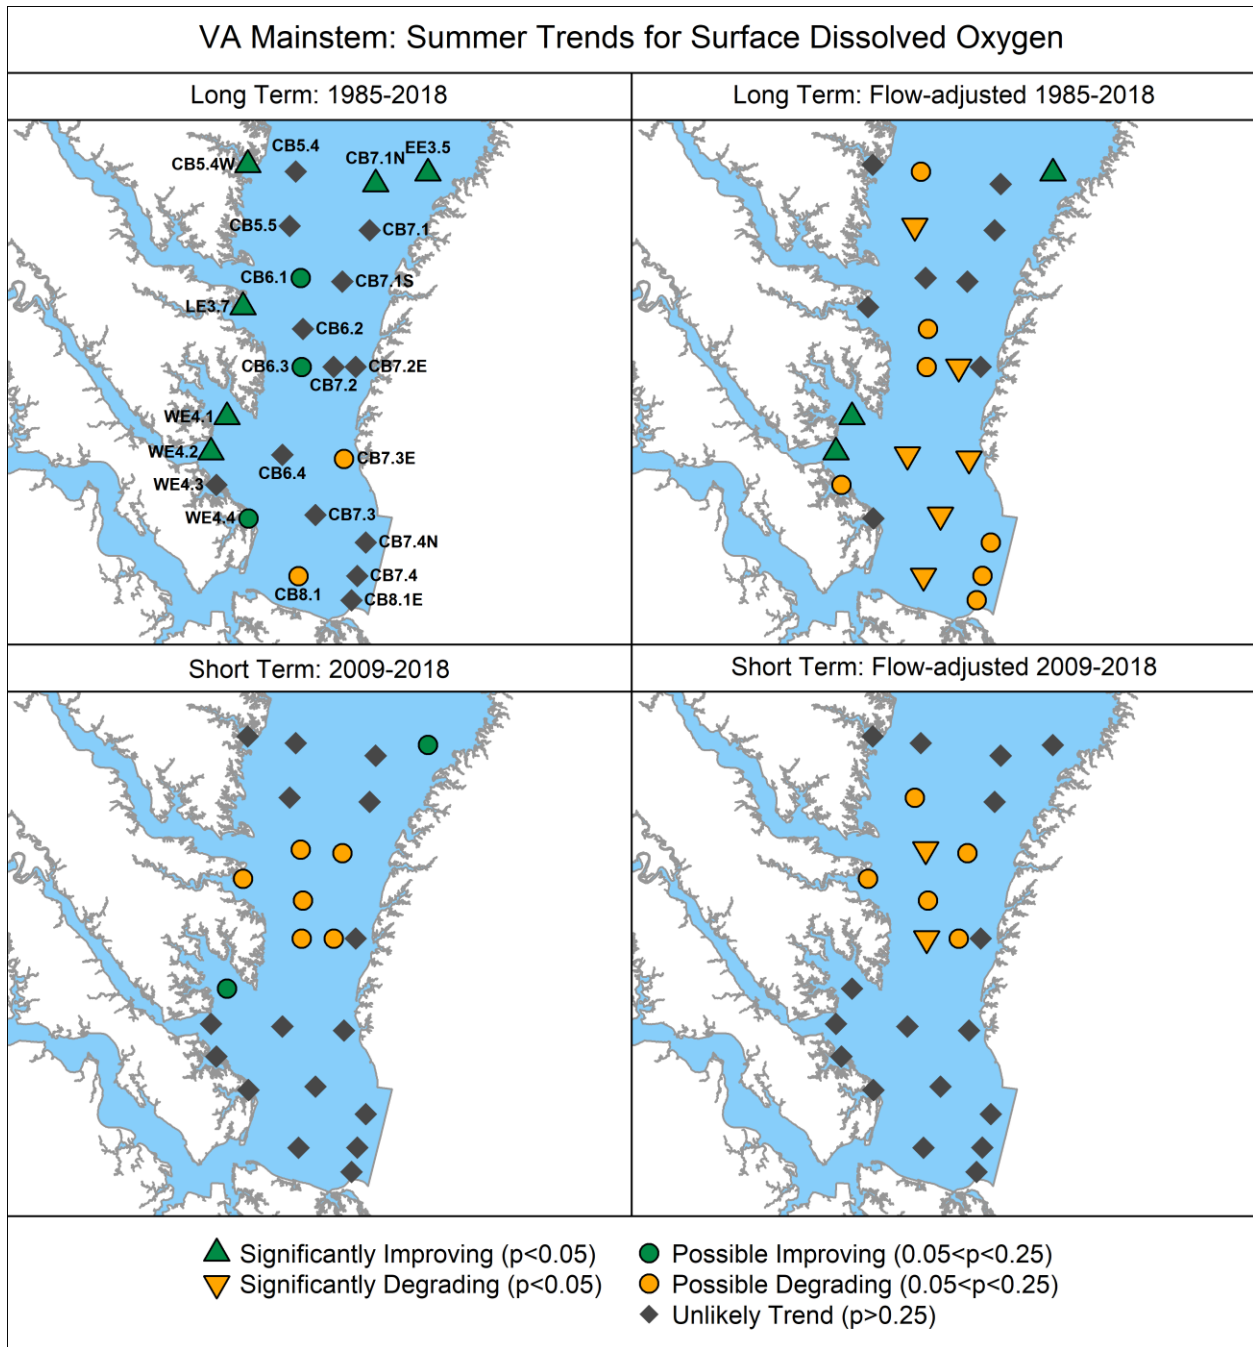 VA Mainstem: Summer Trends for Surface Dissolved Oxygen
Long Term: 1985-2018
Long Term: Flow-adjusted 1985-2018
CB5.4W
CB5.4
CB7.1N
EE3.5
CB5.5
CB7.1
CB6.1
CB7.1S
LE3.7
CB6.2
CB6.3
CB7.2
CB7.2E
WE4.1
WE4.2
CB6.4
CB7.3E
WE4.3
WE4.4
CB7.3
CB7.4N
CB8.1
CB7.4
CB8.1E
Short Term: 2009-2018
Short Term: Flow-adjusted 2009-2018
Significantly Improving (p<0.05)
Significantly Degrading (p<0.05)
Possible Improving (0.05<p<0.25)
Possible Degrading (0.05<p<0.25)
Unlikely Trend (p>0.25)